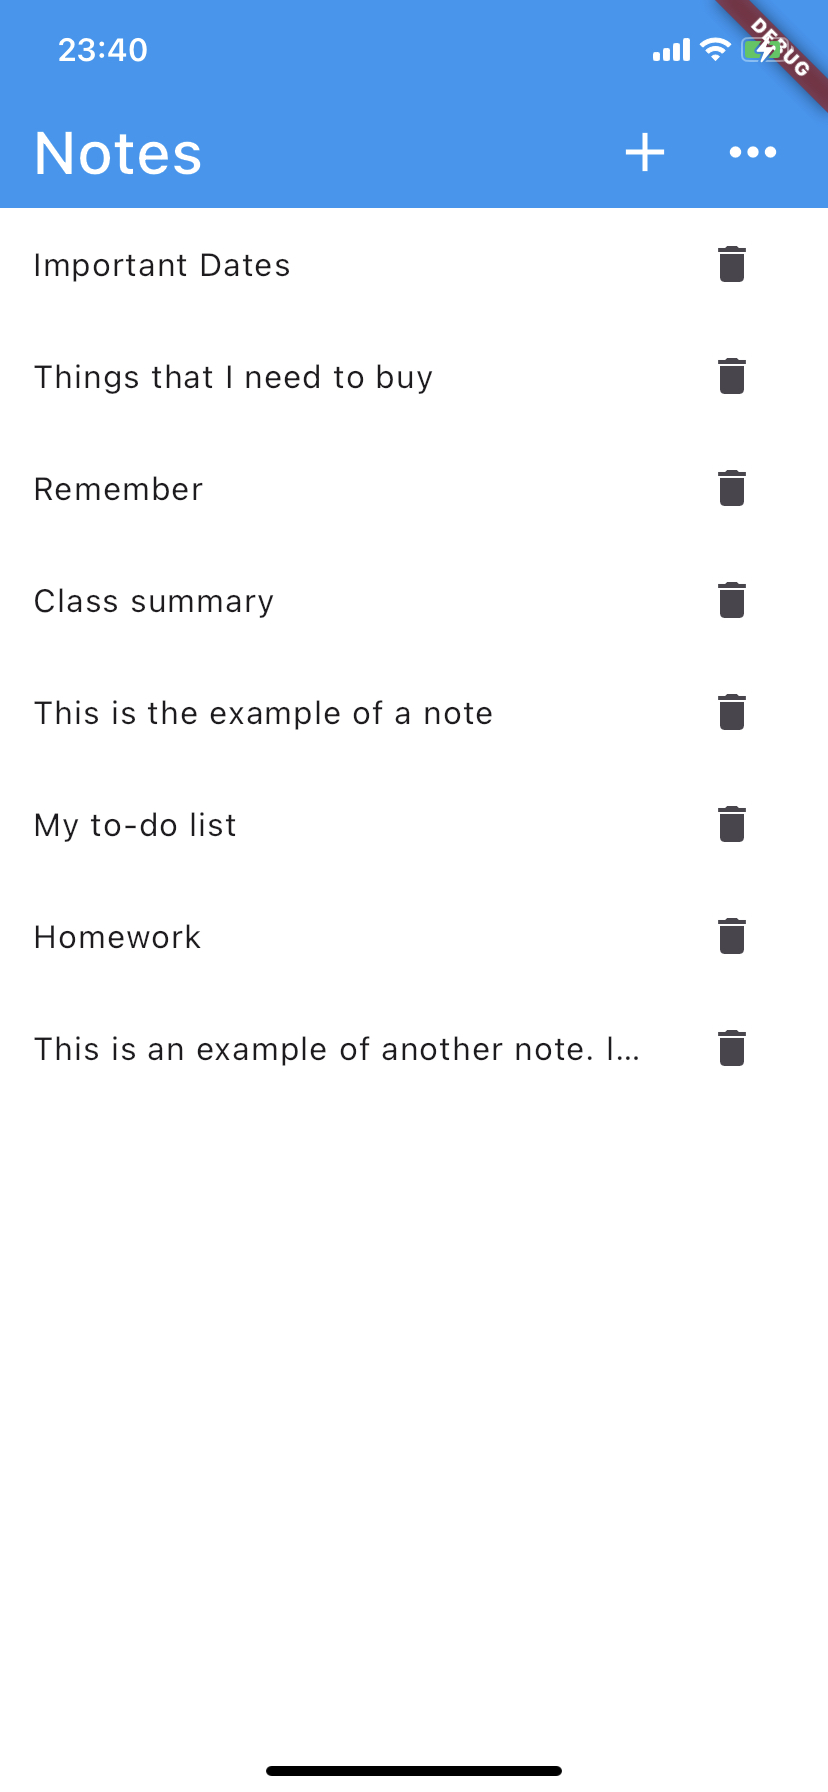 23:40
DEBUG
Notes
Important Dates
Things that I need to buy
Remember
Class summary
This is the example of a note
My to-do list
Homework
This is an example of another note. I...